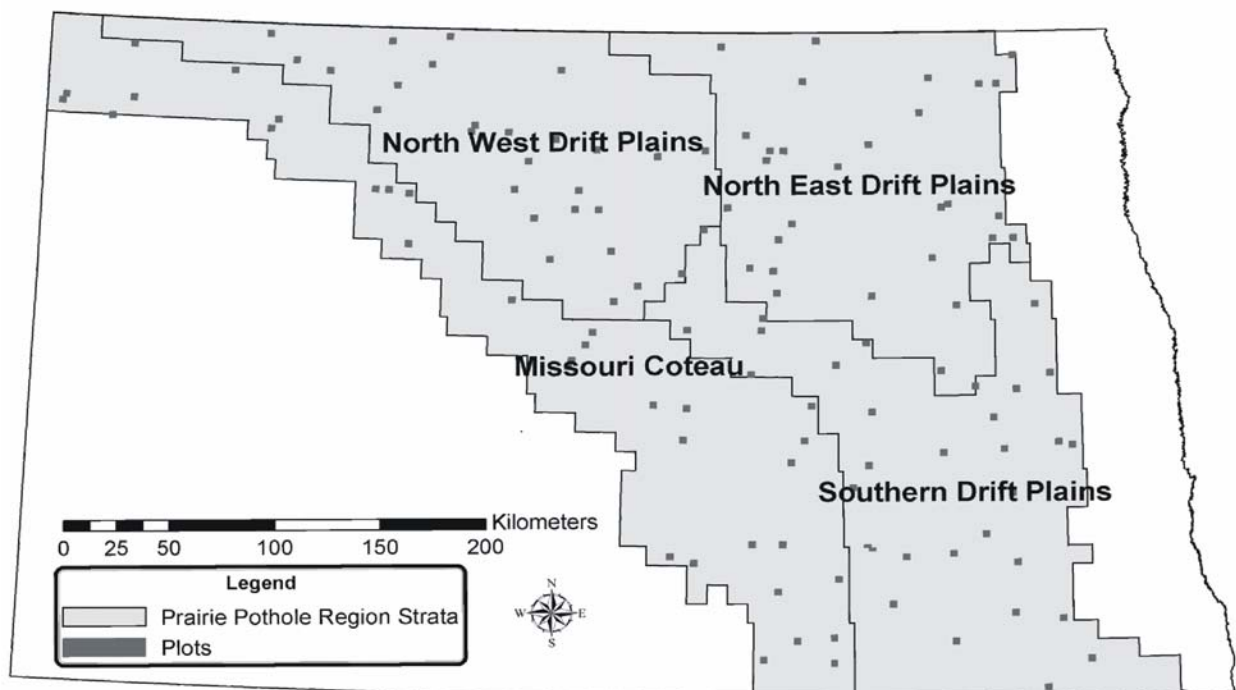 North West Drift Plains
North East Drift Plains
Missouri Coteau
Southern Drift Plains
Kilometers
0 25 50 100 150 200
Legend
Prairie Pothole Region Strata
Plots
N
W E
S